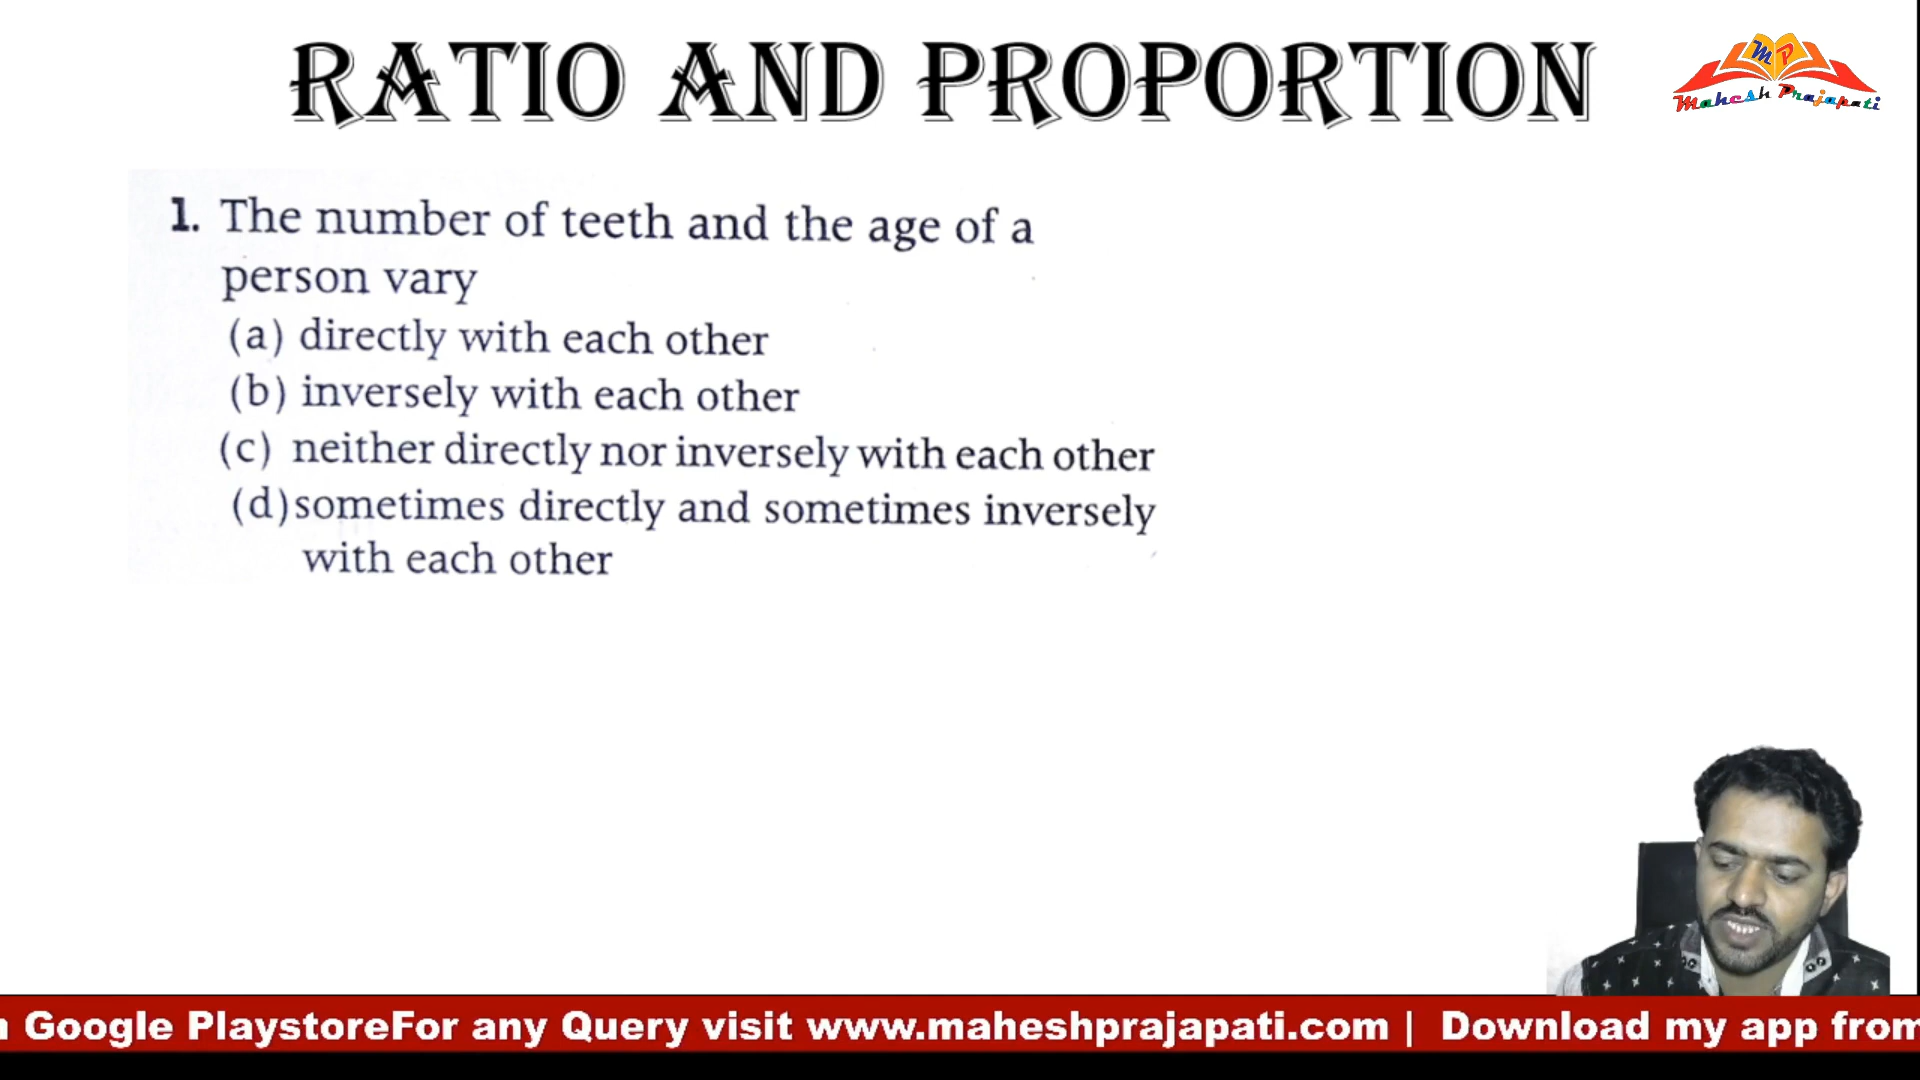 RATIO AND PROPORTION
MP
Mahesh Prajapati
1. The number of teeth and the age of a
person vary
(a) directly with each other
(b) inversely with each other
(c) neither directly nor inversely with each other
(d) sometimes directly and sometimes inversely
with each other
Google PlaystoreFor any Query visit www.maheshprajapati.com | Download my app from